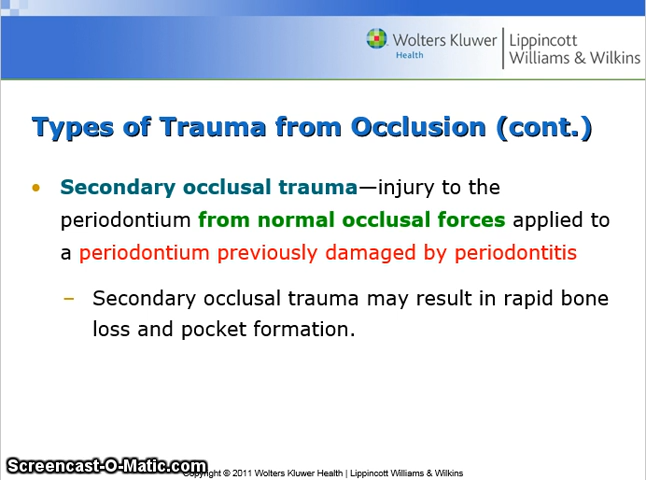 Wolters Kluwer
Health
Lippincott
Williams & Wilkins
Types of Trauma from Occlusion (cont.)
• Secondary occlusal trauma—injury to the
periodontium from normal occlusal forces applied to
a periodontium previously damaged by periodontitis
– Secondary occlusal trauma may result in rapid bone
loss and pocket formation.
Screencast-O-Matic.com
Copyright © 2011 Wolters Kluwer Health | Lippincott Williams & Wilkins